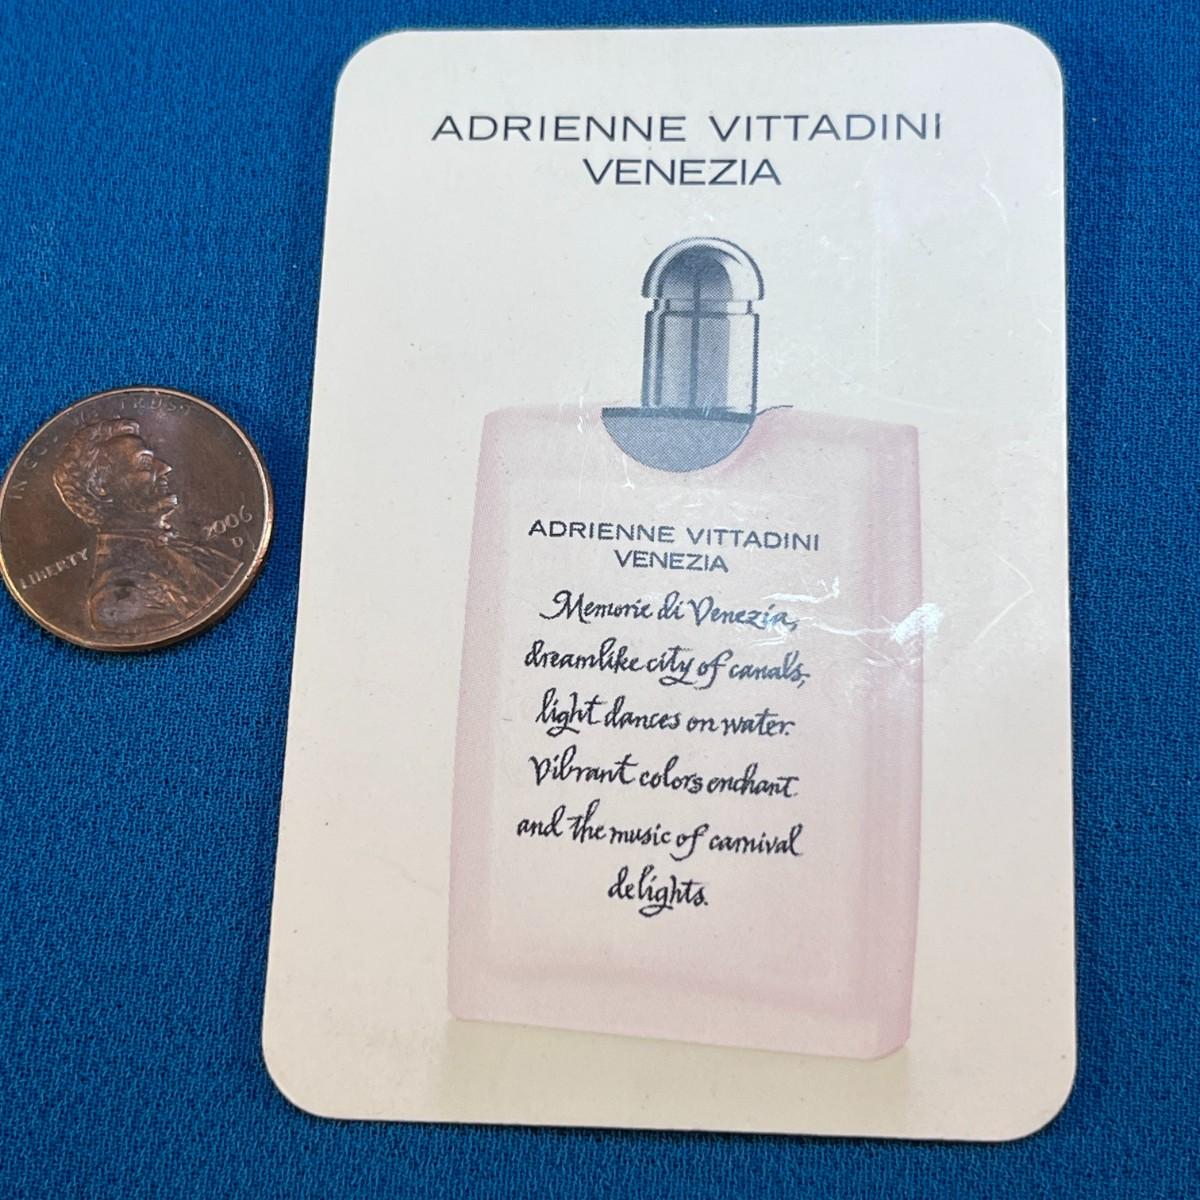 ADRIENNE VITTADINI
VENEZIA
ADRIENNE VITTADINI
VENEZIA
Memorie di Venezia,
dreamlike city of canals,
light dances on water.
Vibrant colors enchant
and the music of carnival
delights.
IN GOD WE TRUST
LIBERTY
2006
D